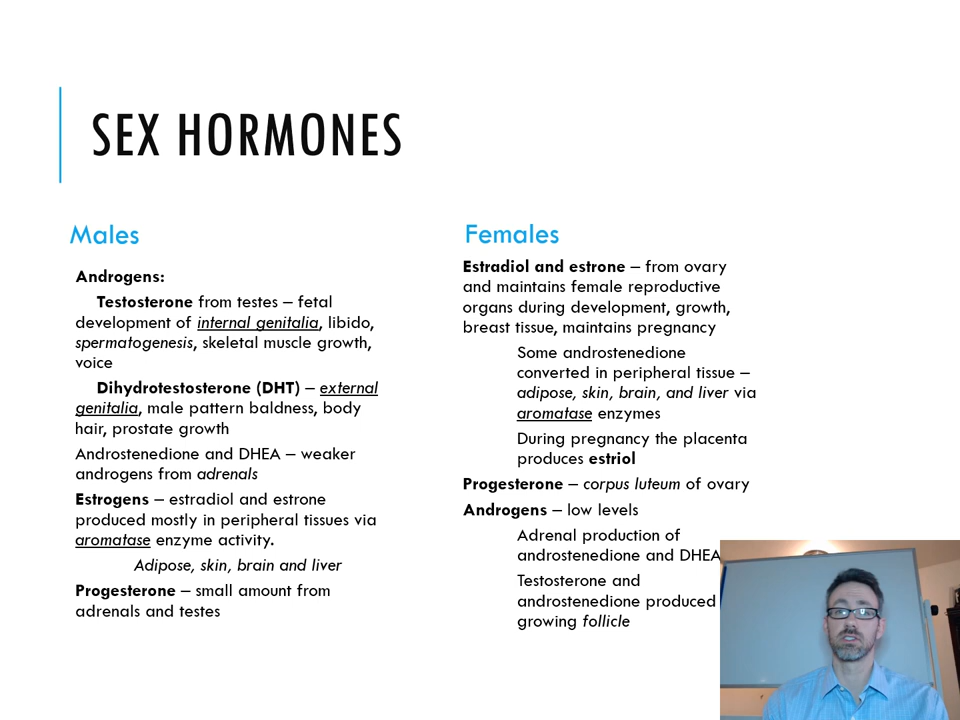 SEX HORMONES
Males
Androgens:
Testosterone from testes – fetal
development of internal genitalia, libido,
spermatogenesis, skeletal muscle growth,
voice
Dihydrotestosterone (DHT) – external
genitalia, male pattern baldness, body
hair, prostate growth
Androstenedione and DHEA – weaker
androgens from adrenals
Estrogens – estradiol and estrone
produced mostly in peripheral tissues via
aromatase enzyme activity.
Adipose, skin, brain and liver
Progesterone – small amount from
adrenals and testes
Females
Estradiol and estrone – from ovary
and maintains female reproductive
organs during development, growth,
breast tissue, maintains pregnancy
Some androstenedione
converted in peripheral tissue –
adipose, skin, brain, and liver via
aromatase enzymes
During pregnancy the placenta
produces estriol
Progesterone – corpus luteum of ovary
Androgens – low levels
Adrenal production of
androstenedione and DHEA
Testosterone and
androstenedione produced
growing follicle